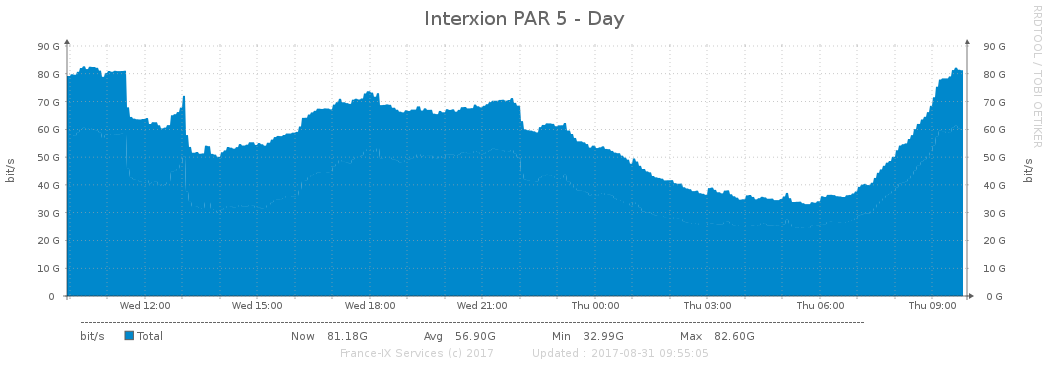 Interxion PAR 5 - Day
RRDTOOL / TOBI OETIKER
bit/s
90 G 90 G
80 G 80 G
70 G 70 G
60 G 60 G
50 G 50 G
40 G 40 G
30 G 30 G
20 G 20 G
10 G 10 G
0 0 G
bit/s
Wed 12:00 Wed 15:00 Wed 18:00 Wed 21:00 Thu 00:00 Thu 03:00 Thu 06:00 Thu 09:00
bit/s Total Now 81.18G Avg 56.90G Min 32.99G Max 82.60G
France-IX Services (c) 2017 Updated : 2017-08-31 09:55:05